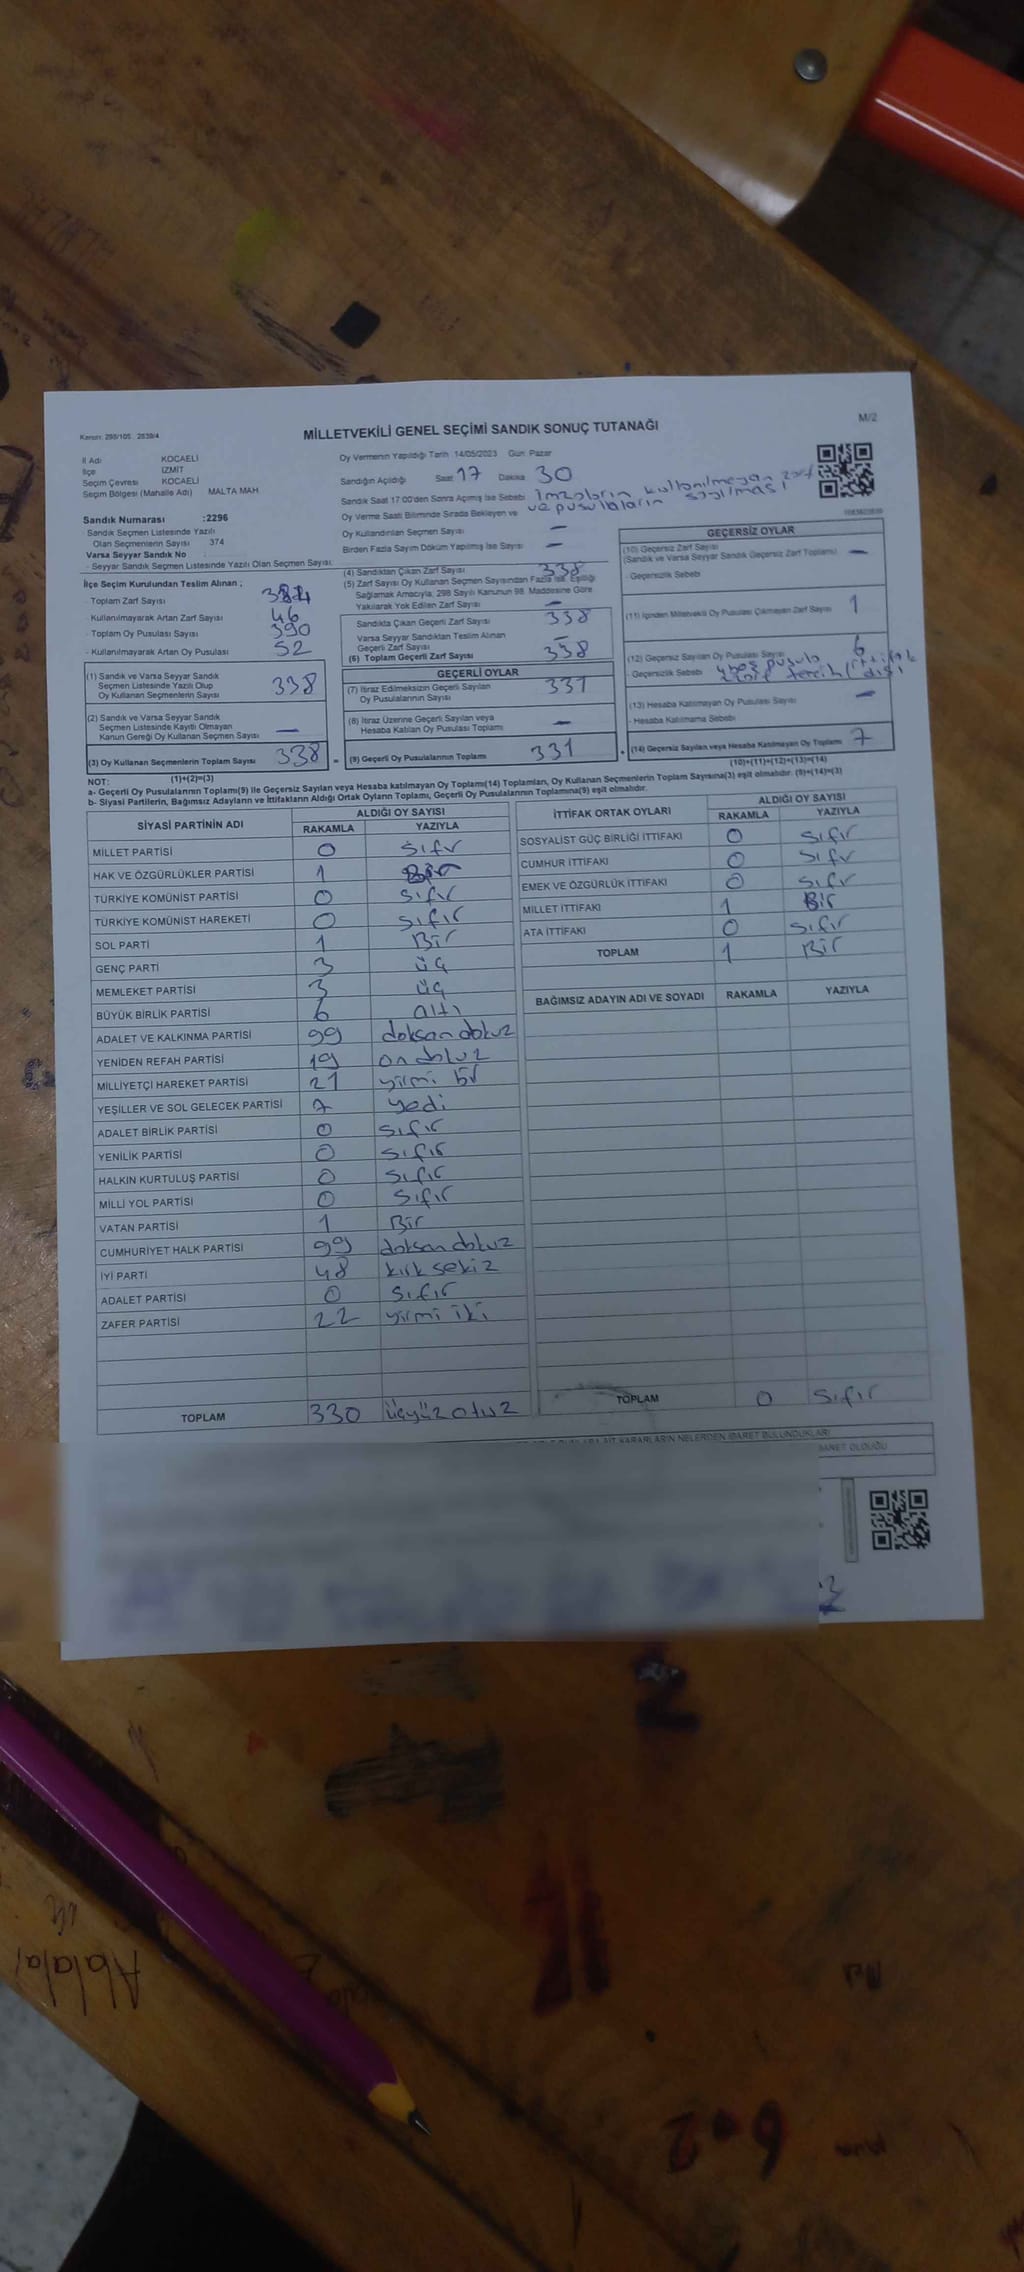 Kanun: 298/105, 2839/4
MİLLETVEKİLİ GENEL SEÇİMİ SANDIK SONUÇ TUTANAĞI
M/2
İl Adı KOCAELİ
İlçe İZMİT
Seçim Çevresi KOCAELİ
Seçim Bölgesi (Mahalle Adı) MALTA MAH
Sandık Numarası :2296
Sandık Seçmen Listesinde Yazılı
Olan Seçmenlerin Sayısı 374
Varsa Seyyar Sandık No
- Seyyar Sandık Seçmen Listesinde Yazılı Olan Seçmen Sayısı:
Oy Vermenin Yapıldığı Tarih 14/05/2023 Gün Pazar
Sandığın Açıldığı Saat 17 Dakika 30
Sandık Saat 17:00'den Sonra Açılmış İse Sebebi İmzaların kullanılmayan zarf
ve pusulaların sayılması
Oy Verme Saati Bitiminde Sırada Bekleyen ve
Oy Kullandırılan Seçmen Sayısı —
Birden Fazla Sayım Döküm Yapılmış İse Sayısı —
İlçe Seçim Kurulundan Teslim Alınan ;
- Toplam Zarf Sayısı
- Kullanılmayarak Artan Zarf Sayısı 46
- Toplam Oy Pusulası Sayısı 390
- Kullanılmayarak Artan Oy Pusulası 52
(1) Sandık ve Varsa Seyyar Sandık
Seçmen Listesinde Yazılı Olup
Oy Kullanan Seçmenlerin Sayısı 338
(2) Sandık ve Varsa Seyyar Sandık
Seçmen Listesinde Kayıtlı Olmayan
Kanun Gereği Oy Kullanan Seçmen Sayısı —
(3) Oy Kullanan Seçmenlerin Toplam Sayısı 338 =
(4) Sandıktan Çıkan Zarf Sayısı 338
(5) Zarf Sayısı Oy Kullanan Seçmen Sayısından Fazla İse, Eşitliği
Sağlamak Amacıyla, 298 Sayılı Kanunun 98. Maddesine Göre
Yakılarak Yok Edilen Zarf Sayısı —
Sandıkta Çıkan Geçerli Zarf Sayısı 338
Varsa Seyyar Sandıktan Teslim Alınan
Geçerli Zarf Sayısı —
(6) Toplam Geçerli Zarf Sayısı 338
GEÇERLİ OYLAR
(7) İtiraz Edilmeksizin Geçerli Sayılan
Oy Pusulalarının Sayısı 331
(8) İtiraz Üzerine Geçerli Sayılan veya
Hesaba Katılan Oy Pusulası Toplamı —
(9) Geçerli Oy Pusulalarının Toplamı 331 +
GEÇERSİZ OYLAR
(10) Geçersiz Zarf Sayısı
(Sandık ve Varsa Seyyar Sandık Geçersiz Zarf Toplamı) —
- Geçersizlik Sebebi
(11) İçinden Milletvekili Oy Pusulası Çıkmayan Zarf Sayısı 1
(12) Geçersiz Sayılan Oy Pusulası Sayısı 6
- Geçersizlik Sebebi 4 boş pusula
tercih (ittifak dışı)
(13) Hesaba Katılmayan Oy Pusulası Sayısı —
- Hesaba Katılmama Sebebi
(14) Geçersiz Sayılan veya Hesaba Katılmayan Oy Toplamı 7
(10)+(11)+(12)+(13)=(14)
NOT: (1)+(2)=(3)
a- Geçerli Oy Pusulalarının Toplamı(9) ile Geçersiz Sayılan veya Hesaba katılmayan Oy Toplamı(14) Toplamları, Oy Kullanan Seçmenlerin Toplam Sayısına(3) eşit olmalıdır. (9)+(14)=(3)
b- Siyasi Partilerin, Bağımsız Adayların ve İttifakların Aldığı Ortak Oyların Toplamı, Geçerli Oy Pusulalarının Toplamına(9) eşit olmalıdır.
SİYASİ PARTİNİN ADI ALDIĞI OY SAYISI
RAKAMLA YAZIYLA
MİLLET PARTİSİ 0 sıfır
HAK VE ÖZGÜRLÜKLER PARTİSİ 1 Bir
TÜRKİYE KOMÜNİST PARTİSİ 0 sıfır
TÜRKİYE KOMÜNİST HAREKETİ 0 sıfır
SOL PARTİ 1 Bir
GENÇ PARTİ 3 üç
MEMLEKET PARTİSİ 3 üç
BÜYÜK BİRLİK PARTİSİ 6 altı
ADALET VE KALKINMA PARTİSİ 99 doksan dokuz
YENİDEN REFAH PARTİSİ 19 on dokuz
MİLLİYETÇİ HAREKET PARTİSİ 21 yirmi bir
YEŞİLLER VE SOL GELECEK PARTİSİ 7 yedi
ADALET BİRLİK PARTİSİ 0 sıfır
YENİLİK PARTİSİ 0 sıfır
HALKIN KURTULUŞ PARTİSİ 0 sıfır
MİLLİ YOL PARTİSİ 0 sıfır
VATAN PARTİSİ 1 Bir
CUMHURİYET HALK PARTİSİ 99 doksan dokuz
İYİ PARTİ 48 kırk sekiz
ADALET PARTİSİ 0 sıfır
ZAFER PARTİSİ 22 yirmi iki
TOPLAM 330 üçyüz otuz
İTTİFAK ORTAK OYLARI ALDIĞI OY SAYISI
RAKAMLA YAZIYLA
SOSYALİST GÜÇ BİRLİĞİ İTTİFAKI 0 sıfır
CUMHUR İTTİFAKI 0 sıfır
EMEK VE ÖZGÜRLÜK İTTİFAKI 0 sıfır
MİLLET İTTİFAKI 1 Bir
ATA İTTİFAKI 0 sıfır
TOPLAM 1 Bir
BAĞIMSIZ ADAYIN ADI VE SOYADI RAKAMLA YAZIYLA
TOPLAM 0 sıfır
KARARLARIN NELERDEN İBARET BULUNDUKLARI
OLDUĞU
Alalala
6-2